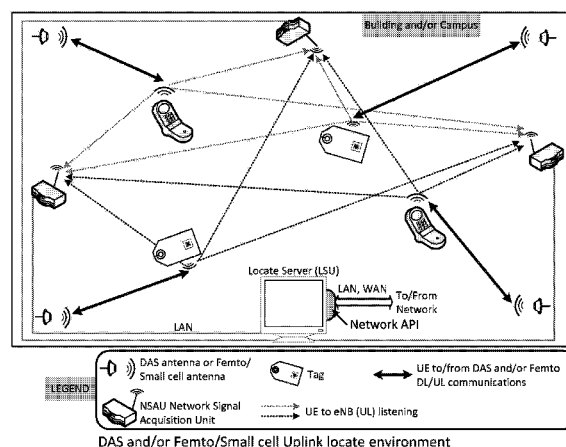 Building and/or Campus
Locate Server (LSU)
LAN, WAN
To/From
Network
Network API
LAN
LEGEND
DAS antenna or Femto/
Small cell antenna
Tag
UE to/from DAS and/or Femto
DL/UL communications
NSAU Network Signal
Acquisition Unit
UE to eNB (UL) listening
DAS and/or Femto/Small cell Uplink locate environment